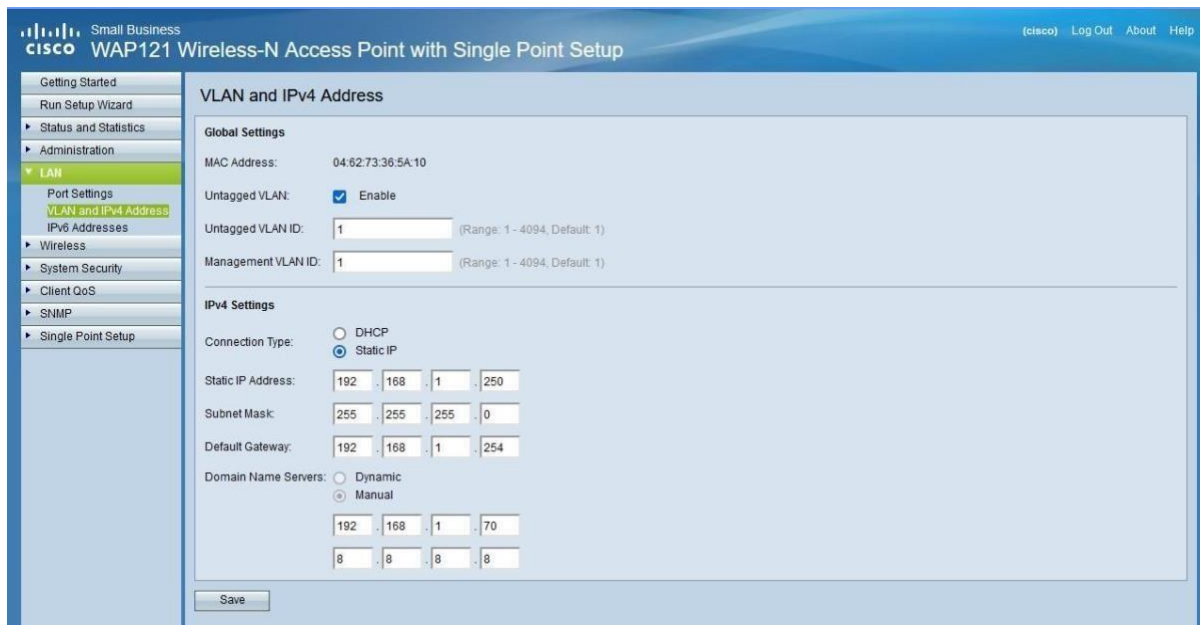 Small Business
cisco WAP121 Wireless-N Access Point with Single Point Setup
(cisco) Log Out About Help
Getting Started
Run Setup Wizard
Status and Statistics
Administration
LAN
Port Settings
VLAN and IPv4 Address
IPv6 Addresses
Wireless
System Security
Client QoS
SNMP
Single Point Setup
VLAN and IPv4 Address
Global Settings
MAC Address: 04:62:73:36:5A:10
Untagged VLAN: Enable
Untagged VLAN ID: 1 (Range: 1 - 4094, Default: 1)
Management VLAN ID: 1 (Range: 1 - 4094, Default: 1)
IPv4 Settings
Connection Type: DHCP
Static IP
Static IP Address: 192 . 168 . 1 . 250
Subnet Mask: 255 . 255 . 255 . 0
Default Gateway: 192 . 168 . 1 . 254
Domain Name Servers: Dynamic
Manual
192 . 168 . 1 . 70
8 . 8 . 8 . 8
Save